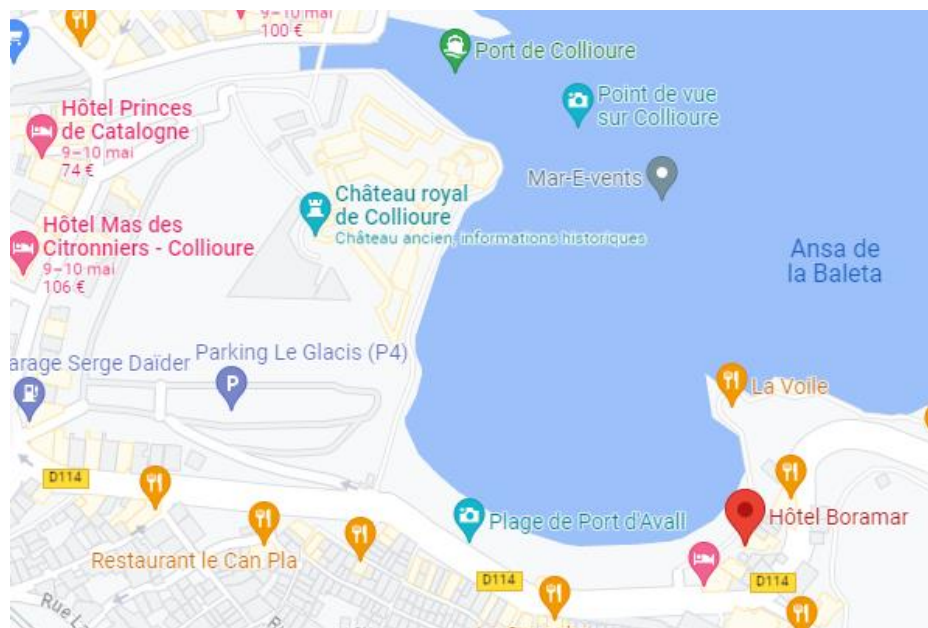 9–10 mai
100 €
Port de Collioure
Point de vue
sur Collioure
Hôtel Princes
de Catalogne
9–10 mai
74 €
Mar-E-vents
Château royal
de Collioure
Château ancien, informations historiques
Hôtel Mas des
Citronniers - Collioure
9–10 mai
106 €
Ansa de
la Baleta
arage Serge Daïder
Parking Le Glacis (P4)
P
La Voile
D114
Plage de Port d'Avall
Hôtel Boramar
Restaurant le Can Pla
D114
D114
Rue